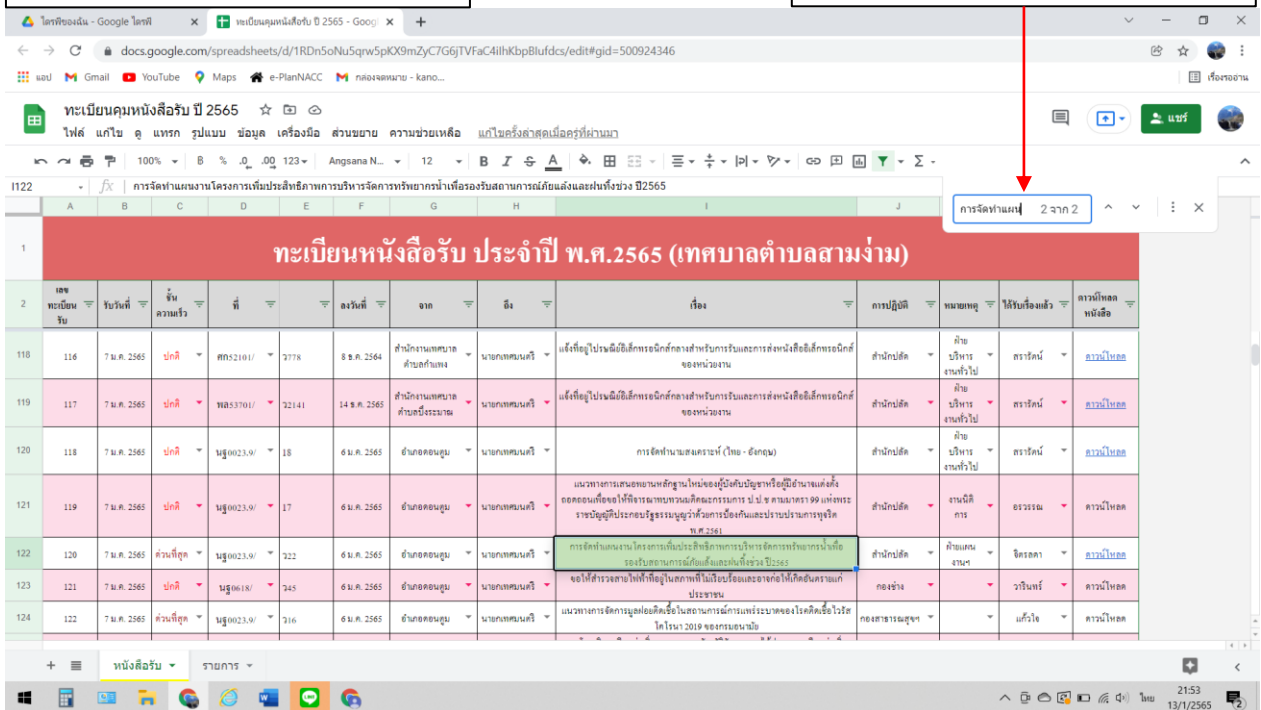 ไดรฟ์ของฉัน - Google ไดรฟ์
ทะเบียนคุมหนังสือรับ ปี 2565 - Goog
docs.google.com/spreadsheets/d/1RDn5oNu5qrw5pKX9mZyC7G6jTVFaC4iIhKbpBlufdcs/edit#gid=500924346
แอป Gmail YouTube Maps e-PlanNACC กล่องจดหมาย - kano... เรื่องรออ่าน
ทะเบียนคุมหนังสือรับ ปี 2565
ไฟล์ แก้ไข ดู แทรก รูปแบบ ข้อมูล เครื่องมือ ส่วนขยาย ความช่วยเหลือ แก้ไขครั้งล่าสุดเมื่อครู่ที่ผ่านมา
แชร์
100% B % .0 .00 123 Angsana N... 12 B I S A
I122 fx การจัดทำแผนงานโครงการเพิ่มประสิทธิภาพการบริหารจัดการทรัพยากรน้ำเพื่อรองรับสถานการณ์ภัยแล้งและฝนทิ้งช่วง ปี2565
การจัดทำแผน 2 จาก 2
A B C D E F G H I J
1 ทะเบียนหนังสือรับ ประจำปี พ.ศ.2565 (เทศบาลตำบลสามง่าม)
2 เลขทะเบียนรับ รับวันที่ ชั้นความเร็ว ที่ ลงวันที่ จาก ถึง เรื่อง การปฏิบัติ หมายเหตุ ได้รับเรื่องแล้ว ดาวน์โหลดหนังสือ
118 116 7 ม.ค. 2565 ปกติ ศก52101/ ว778 8 ธ.ค. 2564 สำนักงานเทศบาลตำบลกำแพง นายกเทศมนตรี แจ้งที่อยู่ไปรษณีย์อิเล็กทรอนิกส์กลางสำหรับการรับและการส่งหนังสืออิเล็กทรอนิกส์ของหน่วยงาน สำนักปลัด ฝ่ายบริหารงานทั่วไป สรารัตน์ ดาวน์โหลด
119 117 7 ม.ค. 2565 ปกติ พล53701/ ว2141 14 ธ.ค. 2565 สำนักงานเทศบาลตำบลบึงระมาณ นายกเทศมนตรี แจ้งที่อยู่ไปรษณีย์อิเล็กทรอนิกส์กลางสำหรับการรับและการส่งหนังสืออิเล็กทรอนิกส์ของหน่วยงาน สำนักปลัด ฝ่ายบริหารงานทั่วไป สรารัตน์ ดาวน์โหลด
120 118 7 ม.ค. 2565 ปกติ นฐ0023.9/ 18 6 ม.ค. 2565 อำเภอดอนตูม นายกเทศมนตรี การจัดทำนามสงเคราะห์ (ไทย - อังกฤษ) สำนักปลัด ฝ่ายบริหารงานทั่วไป สรารัตน์ ดาวน์โหลด
121 119 7 ม.ค. 2565 ปกติ นฐ0023.9/ 17 6 ม.ค. 2565 อำเภอดอนตูม นายกเทศมนตรี แนวทางการเสนอพยานหลักฐานใหม่ของผู้บังคับบัญชาหรือผู้มีอำนาจแต่งตั้งถอดถอนเพื่อขอให้พิจารณาทบทวนมติคณะกรรมการ ป.ป.ช ตามมาตรา 99 แห่งพระราชบัญญัติประกอบรัฐธรรมนูญว่าด้วยการป้องกันและปราบปรามการทุจริต พ.ศ.2561 สำนักปลัด งานนิติการ อรวรรณ ดาวน์โหลด
122 120 7 ม.ค. 2565 ด่วนที่สุด นฐ0023.9/ ว22 6 ม.ค. 2565 อำเภอดอนตูม นายกเทศมนตรี การจัดทำแผนงานโครงการเพิ่มประสิทธิภาพการบริหารจัดการทรัพยากรน้ำเพื่อรองรับสถานการณ์ภัยแล้งและฝนทิ้งช่วง ปี2565 สำนักปลัด ฝ่ายแผนงานฯ จิตรลดา ดาวน์โหลด
123 121 7 ม.ค. 2565 ปกติ นฐ0618/ ว45 6 ม.ค. 2565 อำเภอดอนตูม นายกเทศมนตรี ขอให้สำรวจสายไฟฟ้าที่อยู่ในสภาพที่ไม่เรียบร้อยและอาจก่อให้เกิดอันตรายแก่ประชาชน กองช่าง วารินทร์ ดาวน์โหลด
124 122 7 ม.ค. 2565 ด่วนที่สุด นฐ0023.9/ ว16 6 ม.ค. 2565 อำเภอดอนตูม นายกเทศมนตรี แนวทางการจัดการมูลฝอยติดเชื้อในสถานการณ์การแพร่ระบาดของโรคติดเชื้อไวรัสโคโรนา 2019 ของกรมอนามัย กองสาธารณสุขฯ แก้วใจ ดาวน์โหลด
หนังสือรับ รายการ
ไทย 21:53
13/1/2565